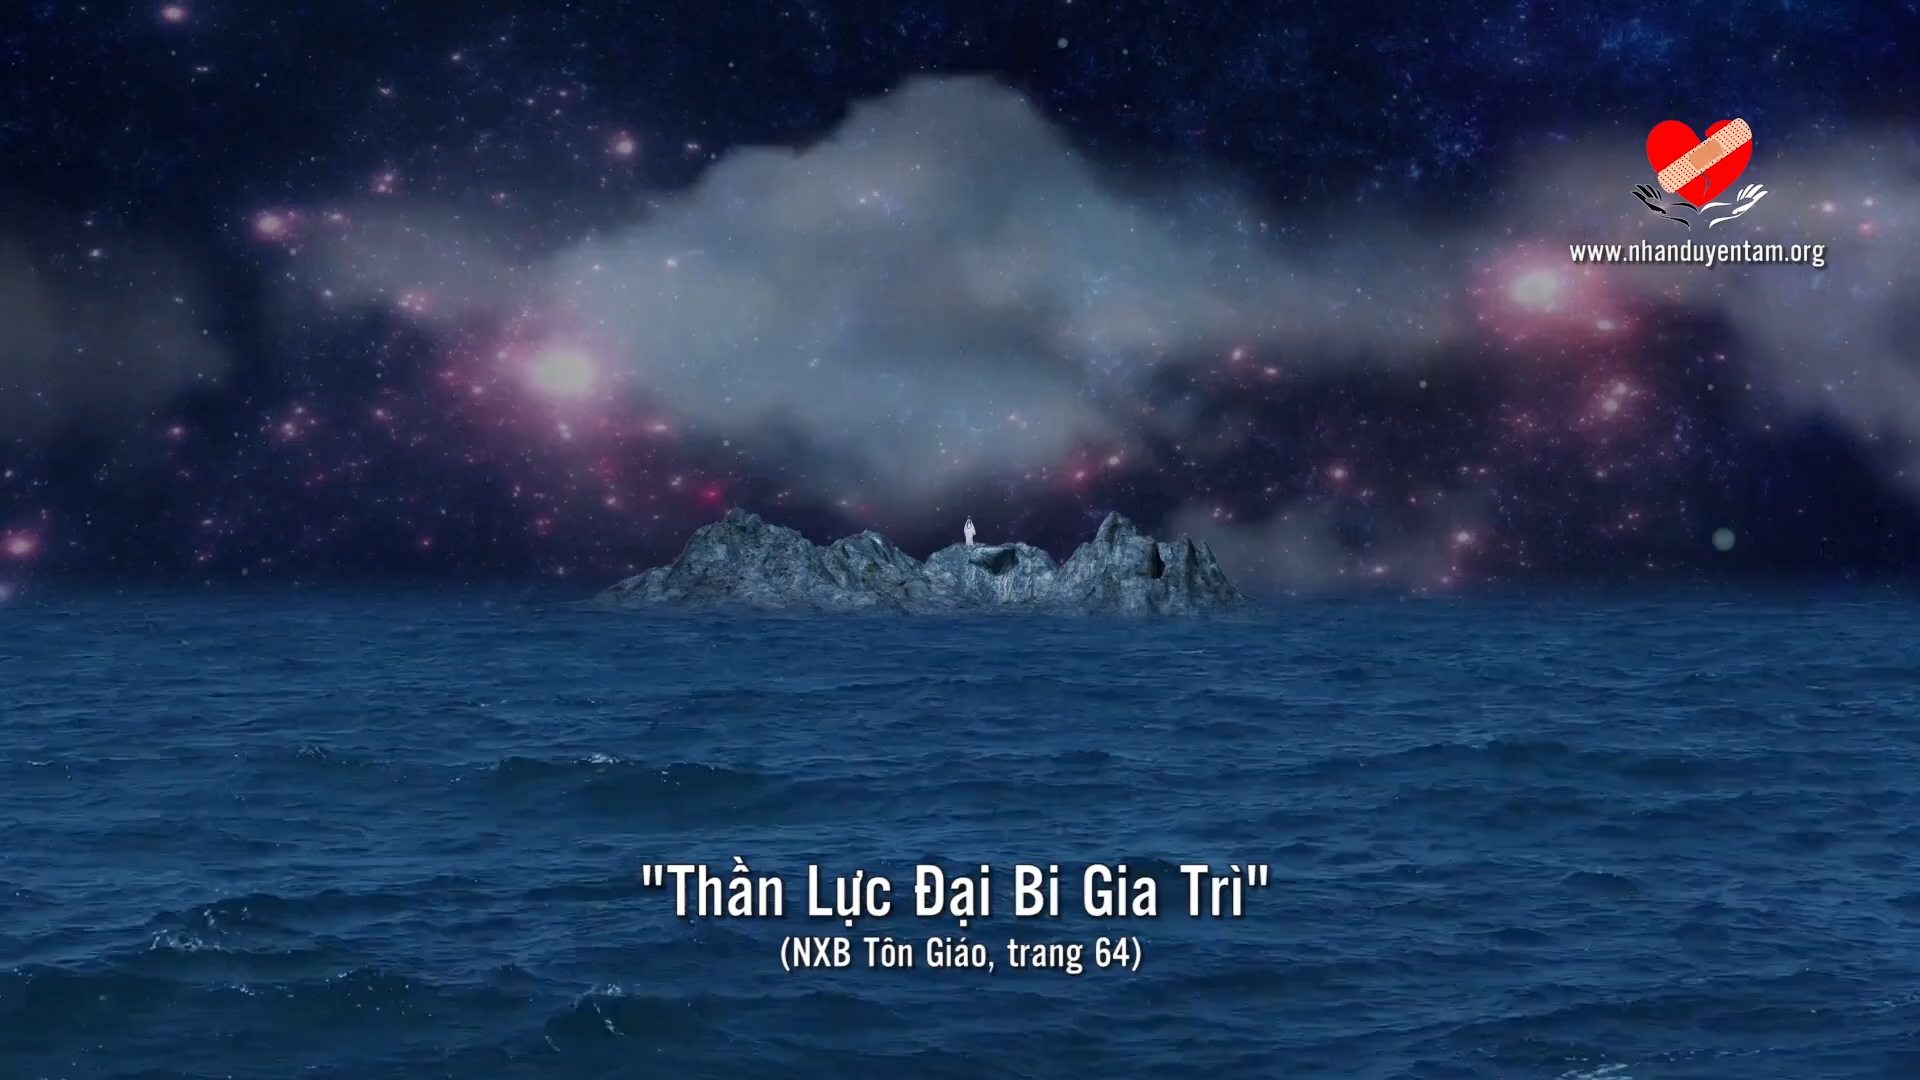 www.nhanduyentam.org
"Thần Lực Đại Bi Gia Trì"
(NXB Tôn Giáo, trang 64)